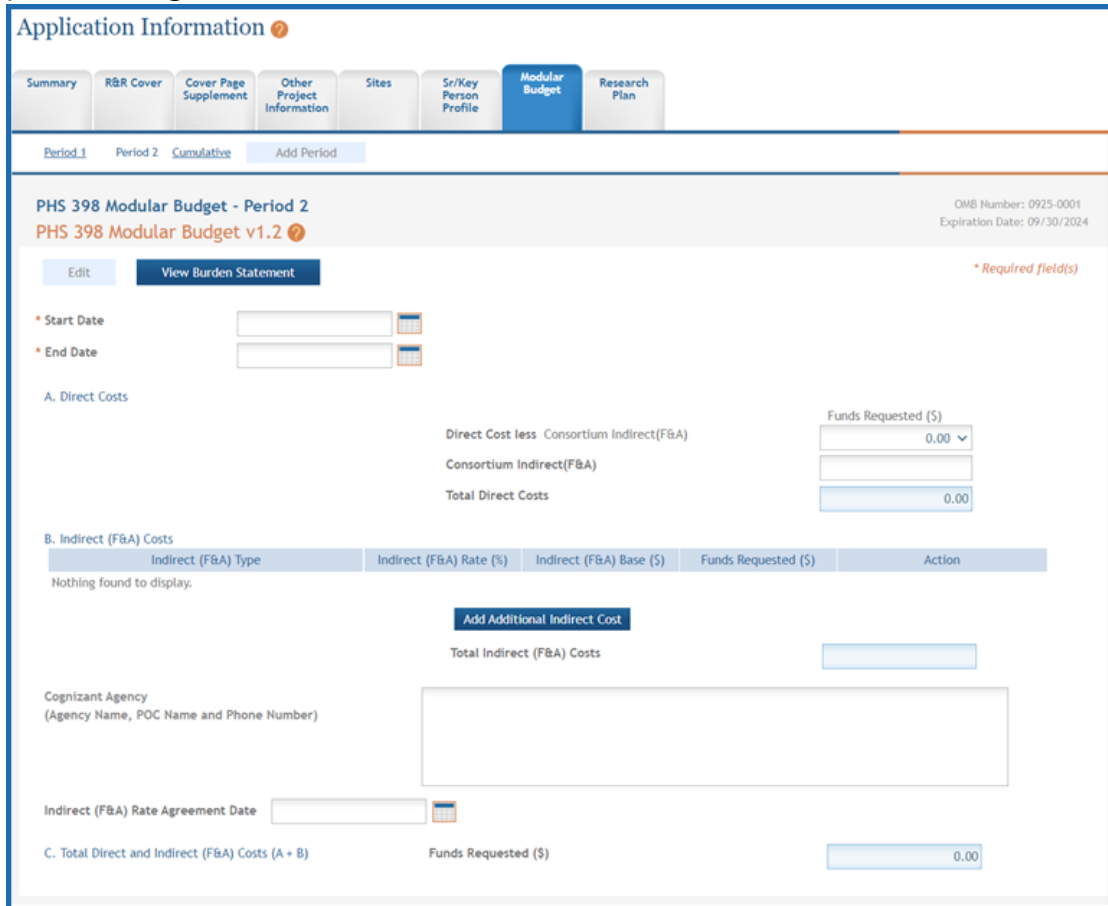 Application Information ?
Summary R&R Cover Cover Page Supplement Other Project Information Sites Sr/Key Person Profile Modular Budget Research Plan
Period 1 Period 2 Cumulative Add Period
PHS 398 Modular Budget - Period 2 OMB Number: 0925-0001
PHS 398 Modular Budget v1.2 ? Expiration Date: 09/30/2024
Edit View Burden Statement * Required field(s)
* Start Date
* End Date
A. Direct Costs
Funds Requested ($)
Direct Cost less Consortium Indirect(F&A) 0.00
Consortium Indirect(F&A)
Total Direct Costs 0.00
B. Indirect (F&A) Costs
Indirect (F&A) Type Indirect (F&A) Rate (%) Indirect (F&A) Base ($) Funds Requested ($) Action
Nothing found to display.
Add Additional Indirect Cost
Total Indirect (F&A) Costs
Cognizant Agency
(Agency Name, POC Name and Phone Number)
Indirect (F&A) Rate Agreement Date
C. Total Direct and Indirect (F&A) Costs (A + B) Funds Requested ($) 0.00